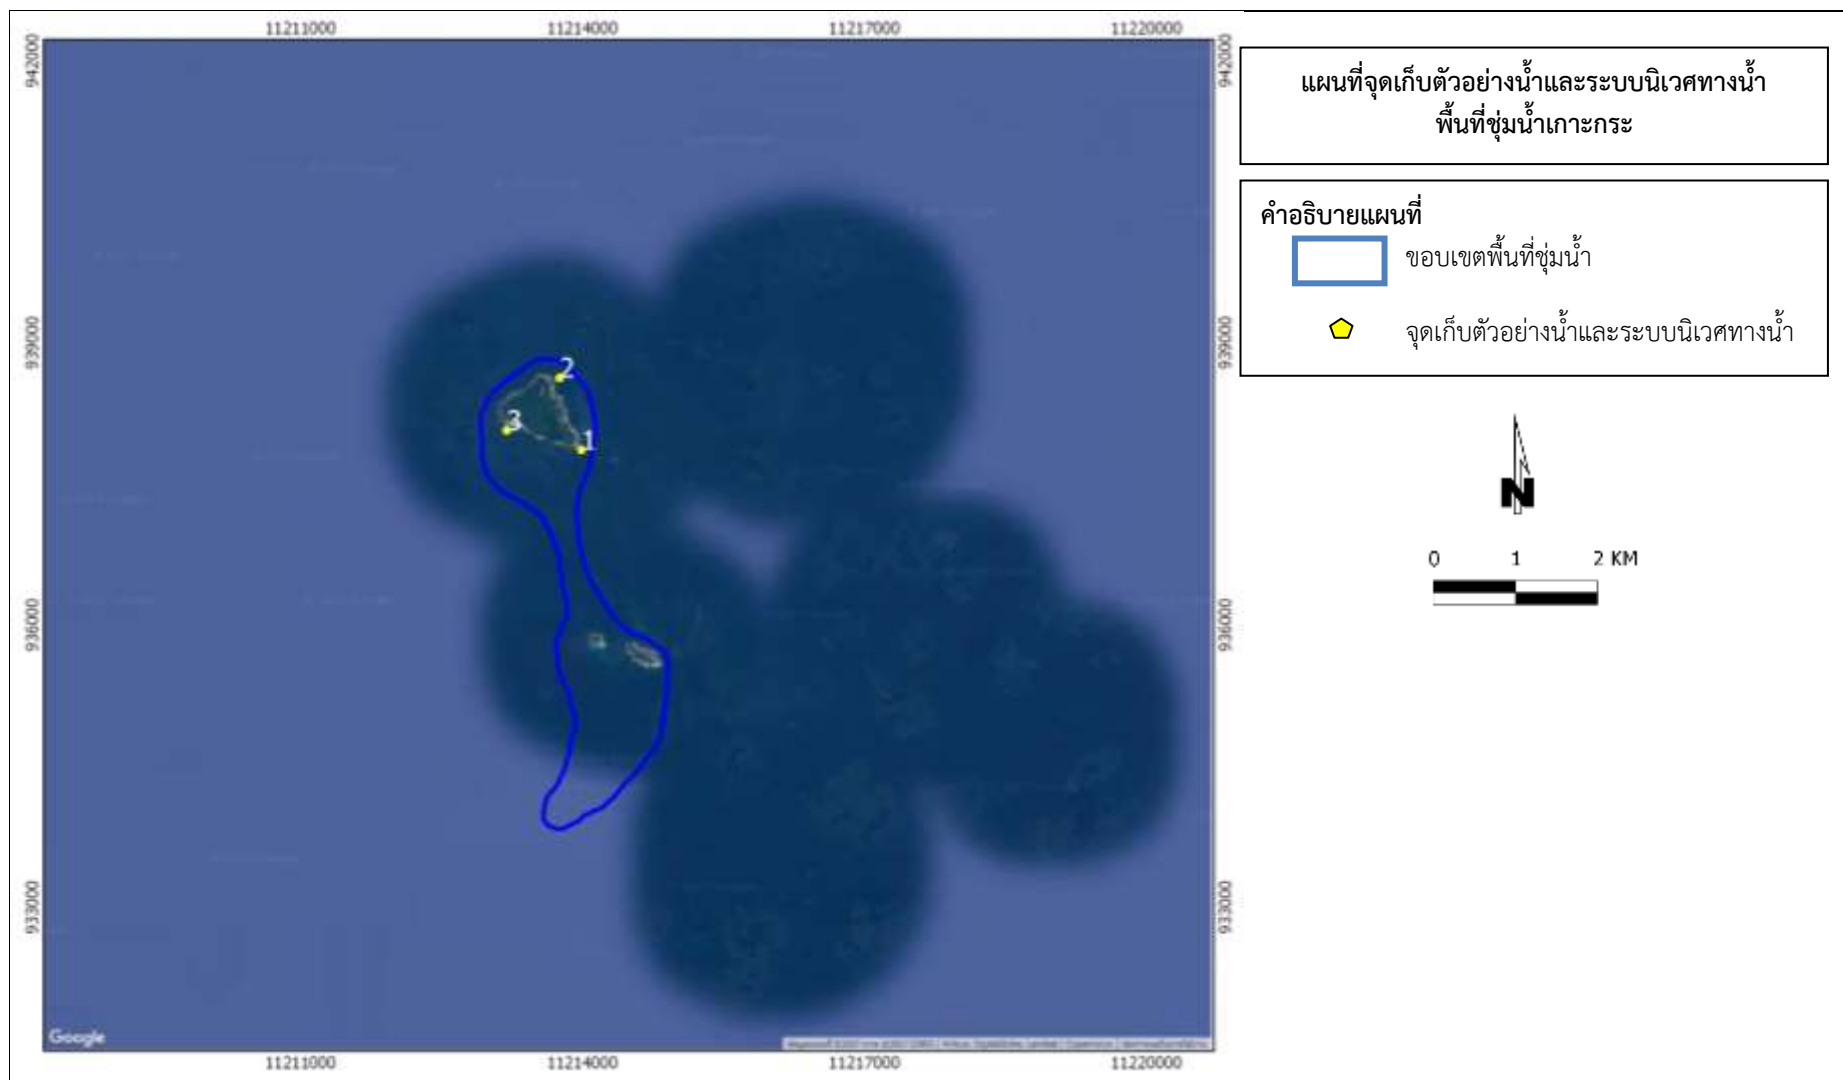 11211000 11214000 11217000 11220000
942000 942000
แผนที่จุดเก็บตัวอย่างน้ำและระบบนิเวศทางน้ำ
พื้นที่ชุ่มน้ำเกาะกระ
คำอธิบายแผนที่
ขอบเขตพื้นที่ชุ่มน้ำ
จุดเก็บตัวอย่างน้ำและระบบนิเวศทางน้ำ
939000 939000
2
3
1
N
0 1 2 KM
936000 936000
933000 933000
Google
11211000 11214000 11217000 11220000